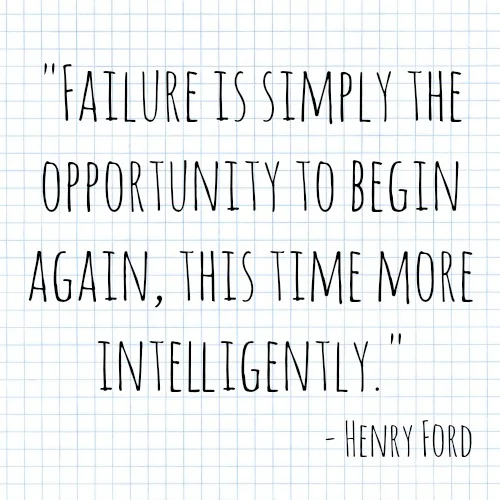 "Failure is simply the
opportunity to begin
again, this time more
intelligently."
- Henry Ford